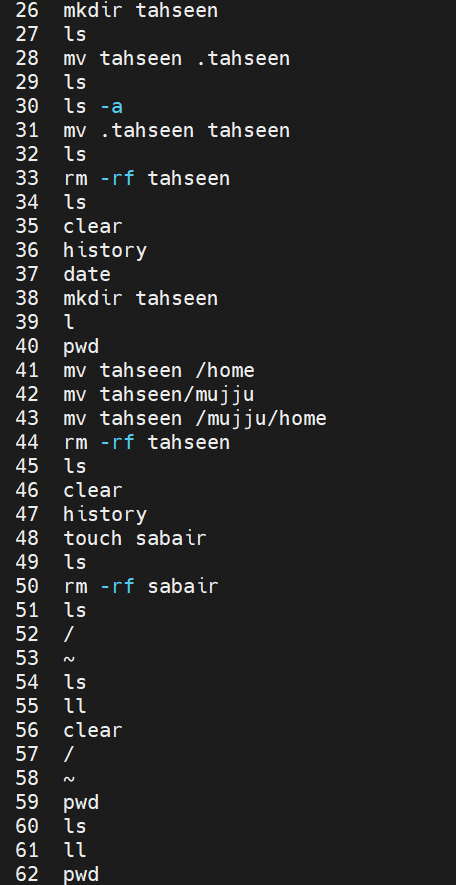 26 mkdir tahseen
27 ls
28 mv tahseen .tahseen
29 ls
30 ls -a
31 mv .tahseen tahseen
32 ls
33 rm -rf tahseen
34 ls
35 clear
36 history
37 date
38 mkdir tahseen
39 l
40 pwd
41 mv tahseen /home
42 mv tahseen/mujju
43 mv tahseen /mujju/home
44 rm -rf tahseen
45 ls
46 clear
47 history
48 touch sabair
49 ls
50 rm -rf sabair
51 ls
52 /
53 ~
54 ls
55 ll
56 clear
57 /
58 ~
59 pwd
60 ls
61 ll
62 pwd